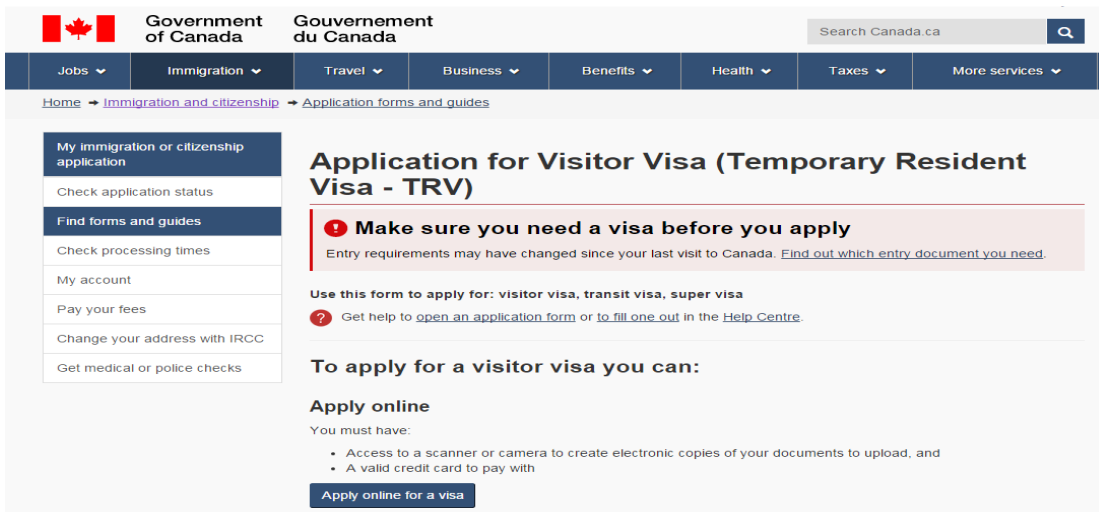 Government
of Canada
Gouvernement
du Canada
Search Canada.ca
Jobs Immigration Travel Business Benefits Health Taxes More services
Home → Immigration and citizenship → Application forms and guides
My immigration or citizenship
application
Check application status
Find forms and guides
Check processing times
My account
Pay your fees
Change your address with IRCC
Get medical or police checks
Application for Visitor Visa (Temporary Resident
Visa - TRV)
Make sure you need a visa before you apply
Entry requirements may have changed since your last visit to Canada. Find out which entry document you need.
Use this form to apply for: visitor visa, transit visa, super visa
Get help to open an application form or to fill one out in the Help Centre.
To apply for a visitor visa you can:
Apply online
You must have:
• Access to a scanner or camera to create electronic copies of your documents to upload, and
• A valid credit card to pay with
Apply online for a visa